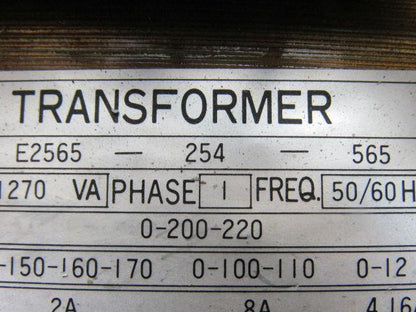 TRANSFORMER
E2565 — 254 — 565
1270 VA PHASE 1 FREQ. 50/60H
0-200-220
-150-160-170 0-100-110 0-12
2A 8A 4.16